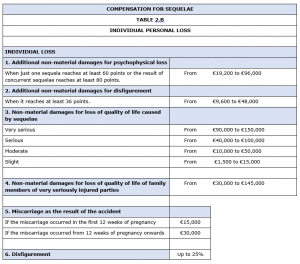 COMPENSATION FOR SEQUELAE
TABLE 2.B
INDIVIDUAL PERSONAL LOSS
INDIVIDUAL LOSS
1. Additional non-material damages for psychophysical loss
When just one sequela reaches at least 60 points or the result of From €19,200 to €96,000
concurrent sequelae reaches at least 80 points.
2. Additional non-material damages for disfigurement
When it reaches at least 36 points. From €9,600 to €48,000
3. Non-material damages for loss of quality of life caused
by sequelae
Very serious From €90,000 to €150,000
Serious From €40,000 to €100,000
Moderate From €10,000 to €50,000
Slight From €1,500 to €15,000
4. Non-material damages for loss of quality of life of family From €30,000 to €145,000
members of very seriously injured parties
5. Miscarriage as the result of the accident
If the miscarriage occurred in the first 12 weeks of pregnancy €15,000
If the miscarriage occurred from 12 weeks of pregnancy onwards €30,000
6. Disfigurement Up to 25%